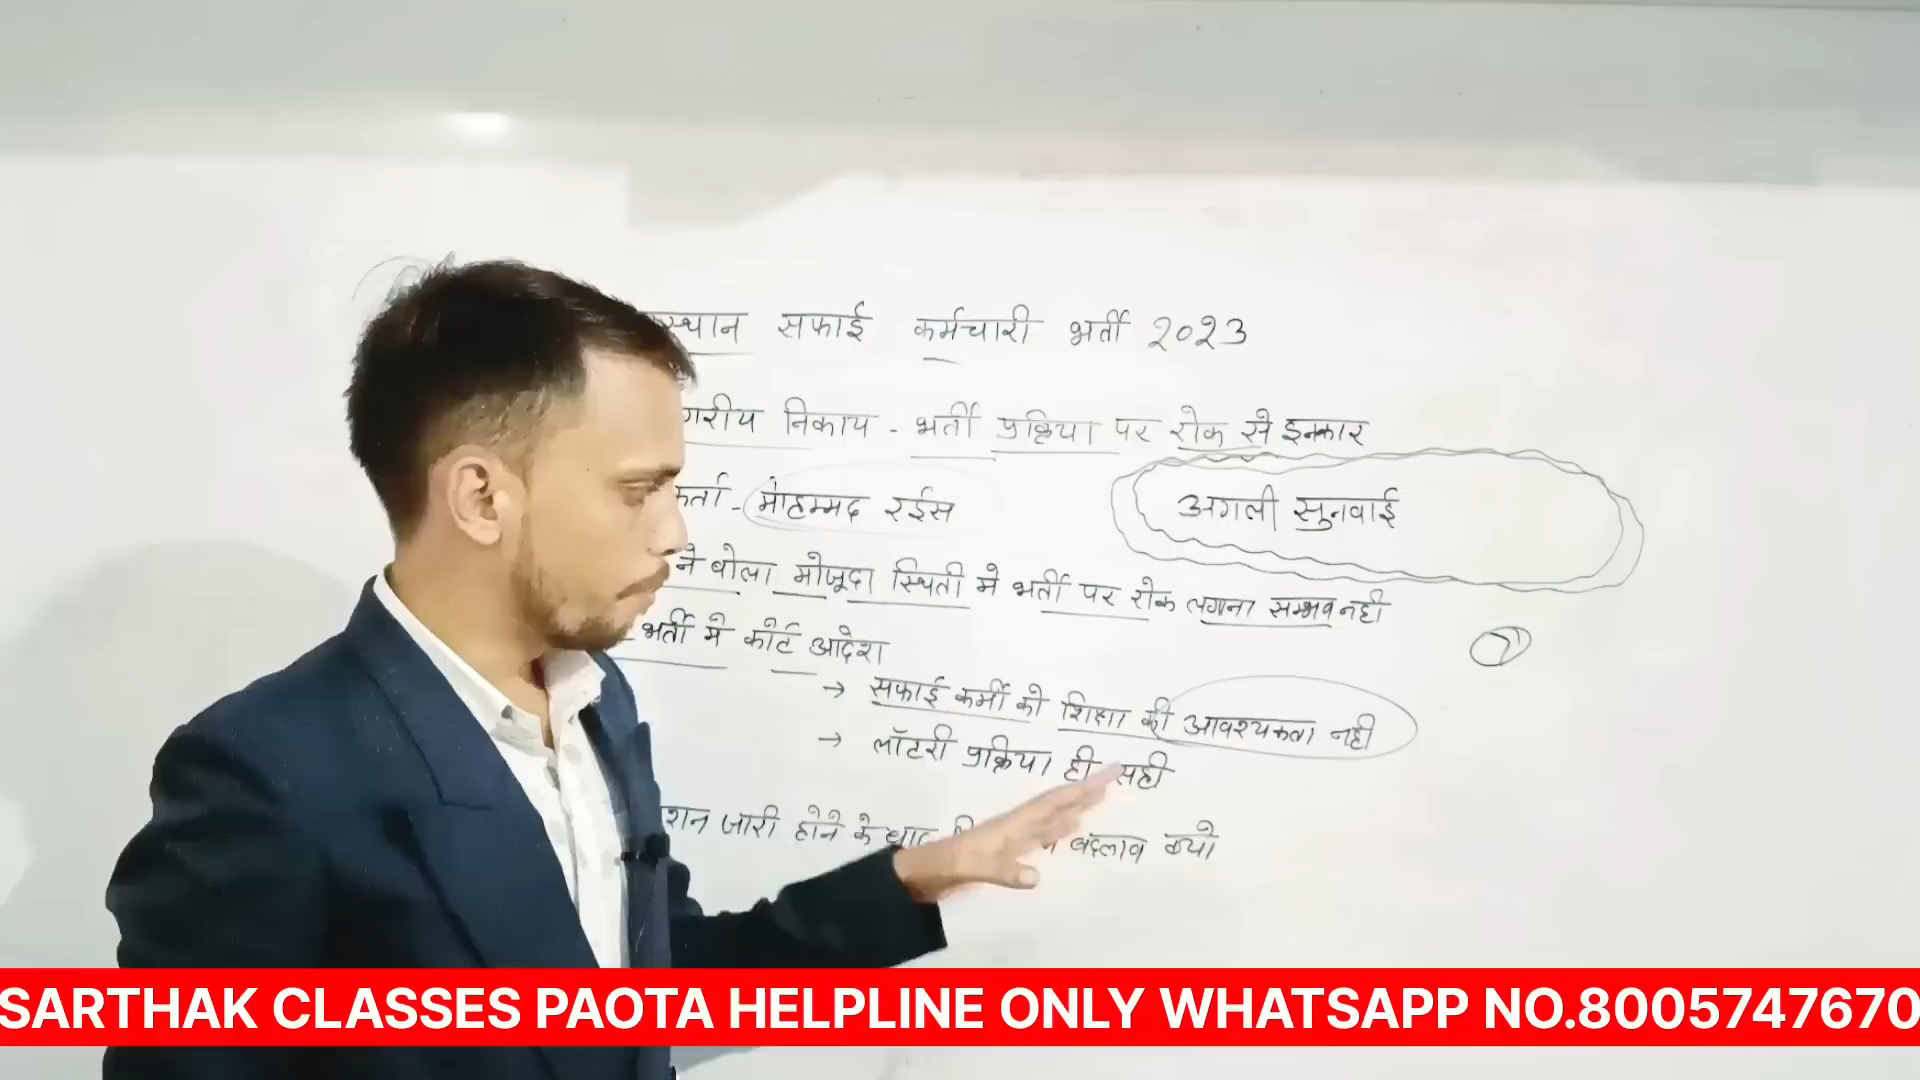 स्थान सफाई कर्मचारी भर्ती २०२३
गरीय निकाय - भर्ती प्रक्रिया पर रोक से इनकार
कर्ता - मोहम्मद रईस
अगली सुनवाई
ने बोला मोजूदा स्थिती मे भर्ती पर रोक लगाना सम्भव नही
भर्ती मे कोर्ट आदेश
→ सफाई कर्मी को शिक्षा की आवश्यकता नही
→ लॉटरी प्रक्रिया ही सही
शन जारी होने के बदलाव क्यो
SARTHAK CLASSES PAOTA HELPLINE ONLY WHATSAPP NO.8005747670